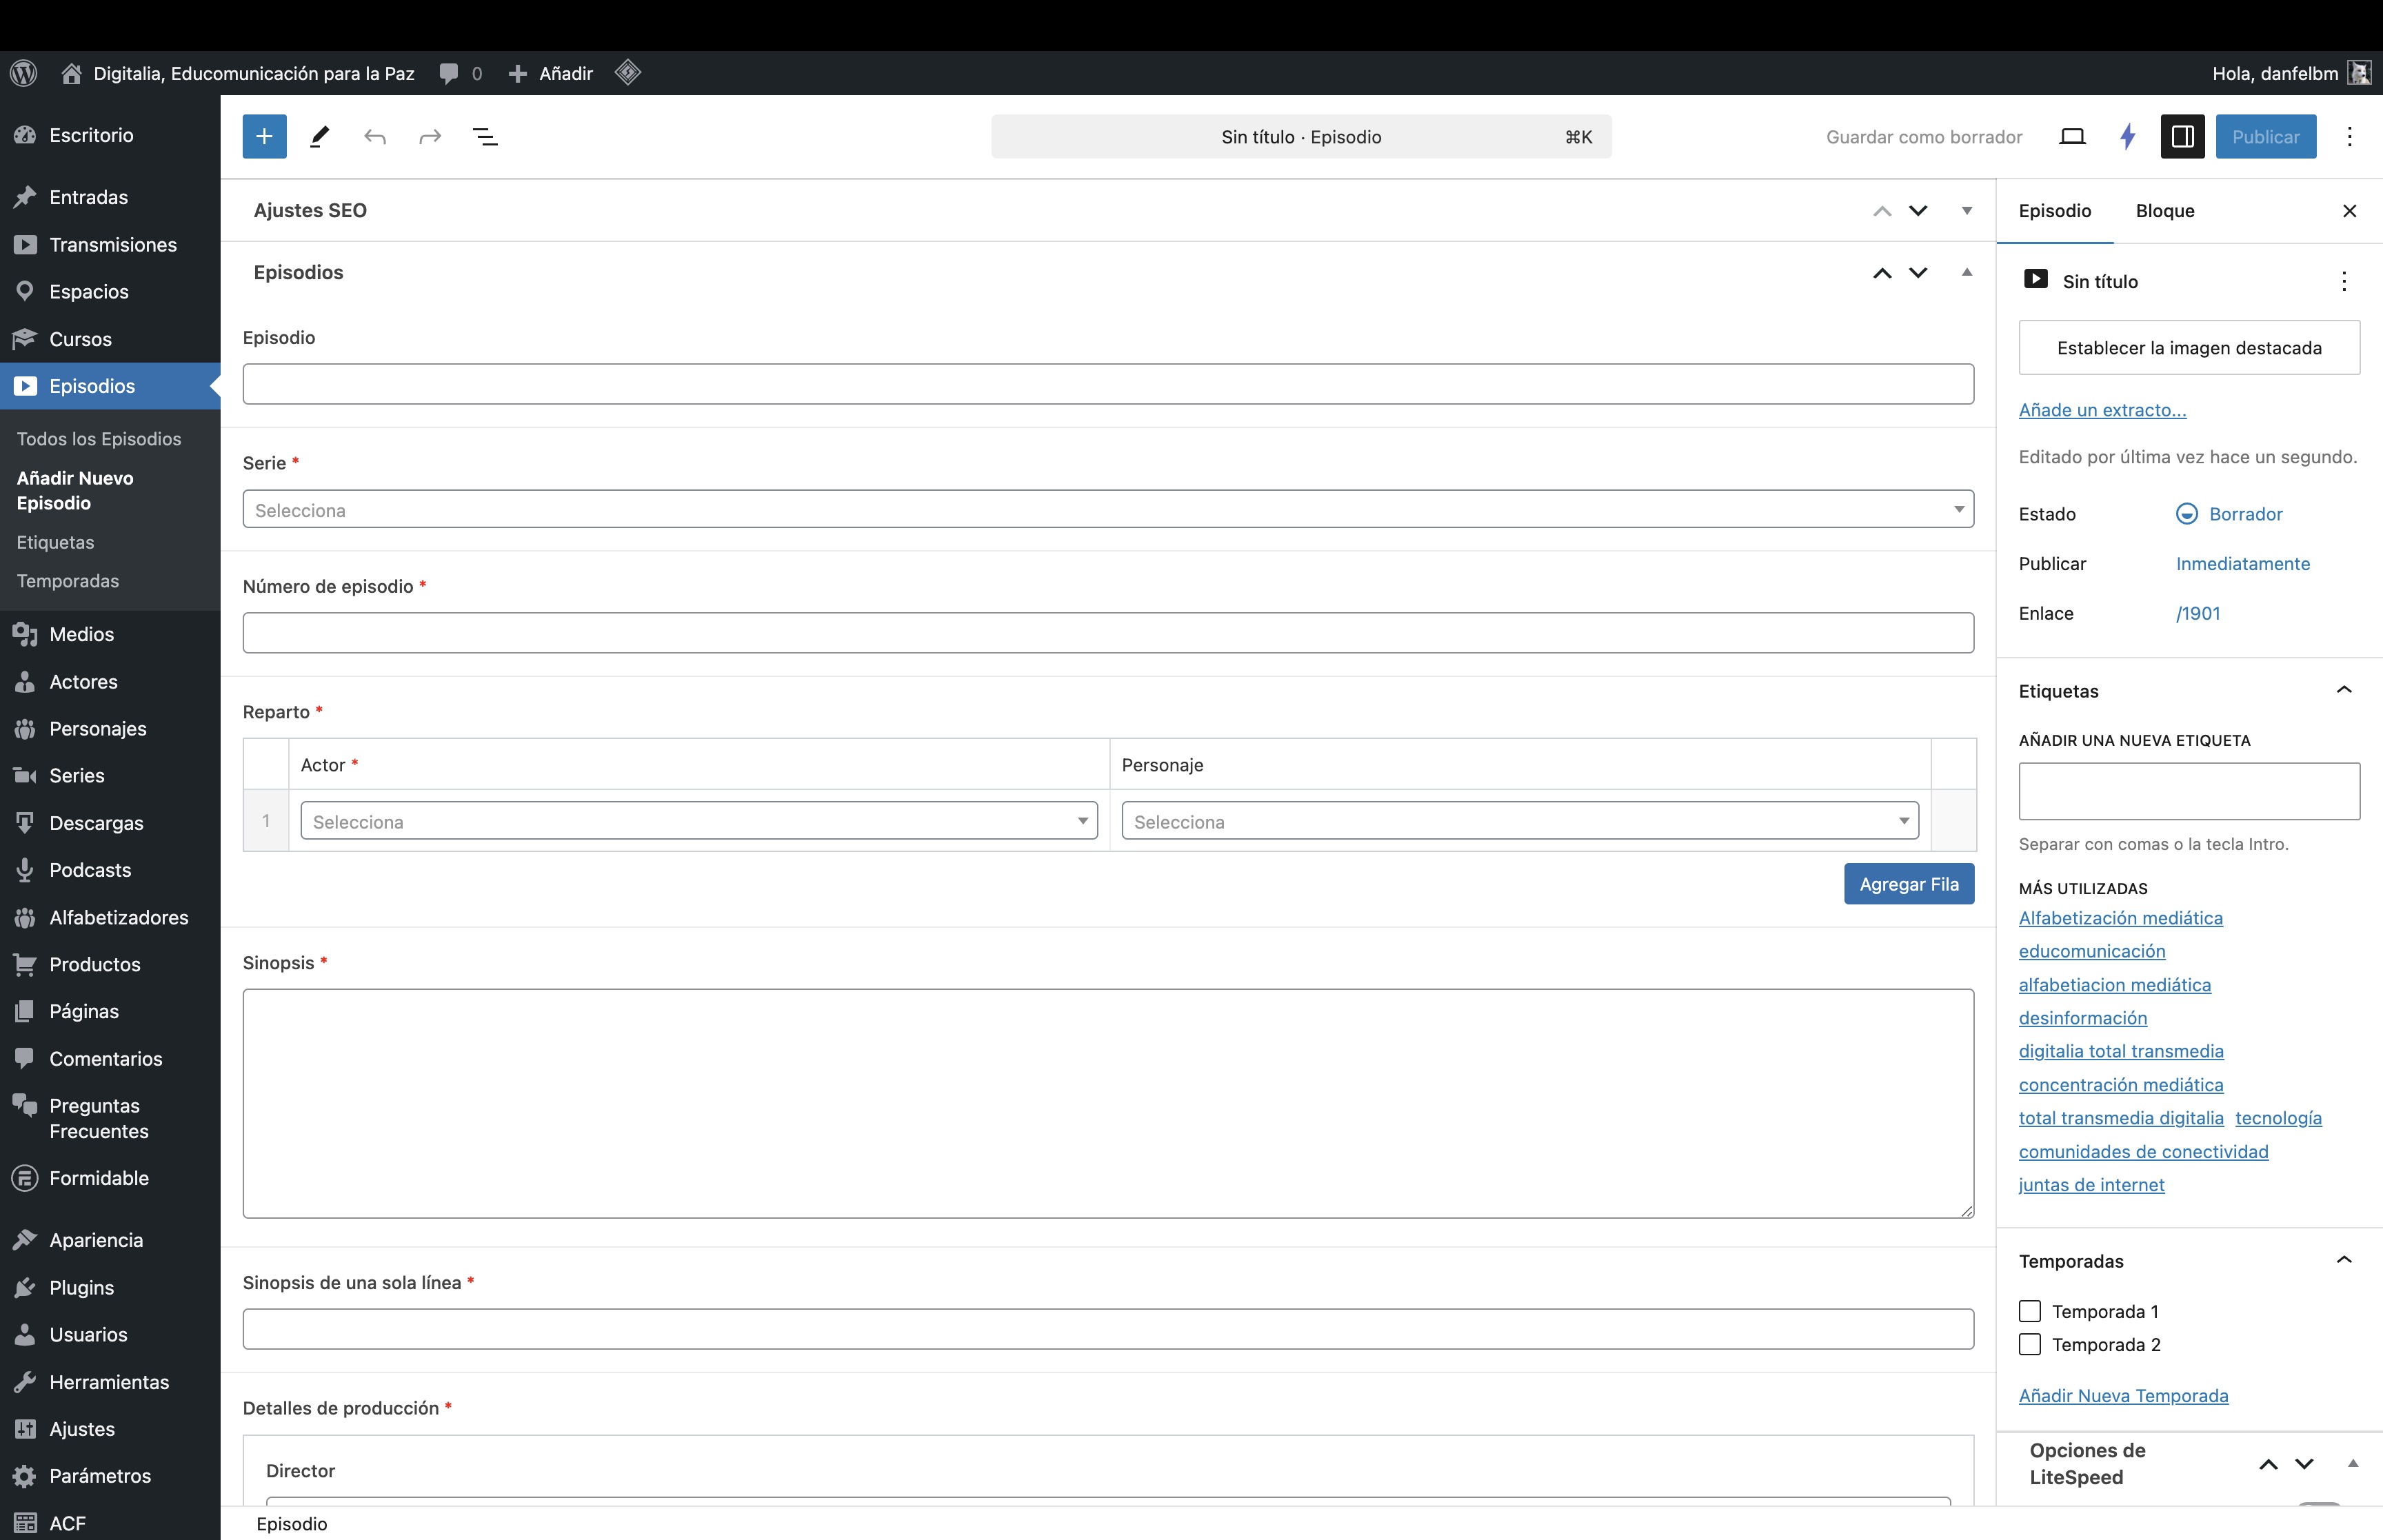 Digitalia, Educomunicación para la Paz 0 Añadir Hola, danfelbm
Escritorio
Entradas
Transmisiones
Espacios
Cursos
Episodios
Todos los Episodios
Añadir Nuevo
Episodio
Etiquetas
Temporadas
Medios
Actores
Personajes
Series
Descargas
Podcasts
Alfabetizadores
Productos
Páginas
Comentarios
Preguntas
Frecuentes
Formidable
Apariencia
Plugins
Usuarios
Herramientas
Ajustes
Parámetros
ACF
Sin título · Episodio ⌘K
Guardar como borrador
Publicar
Ajustes SEO
Episodios
Episodio
Serie *
Selecciona
Número de episodio *
Reparto *
Actor * Personaje
1 Selecciona Selecciona
Agregar Fila
Sinopsis *
Sinopsis de una sola línea *
Detalles de producción *
Director
Episodio
Episodio Bloque
Sin título
Establecer la imagen destacada
Añade un extracto...
Editado por última vez hace un segundo.
Estado Borrador
Publicar Inmediatamente
Enlace /1901
Etiquetas
AÑADIR UNA NUEVA ETIQUETA
Separar con comas o la tecla Intro.
MÁS UTILIZADAS
Alfabetización mediática
educomunicación
alfabetiacion mediática
desinformación
digitalia total transmedia
concentración mediática
total transmedia digitalia tecnología
comunidades de conectividad
juntas de internet
Temporadas
Temporada 1
Temporada 2
Añadir Nueva Temporada
Opciones de
LiteSpeed